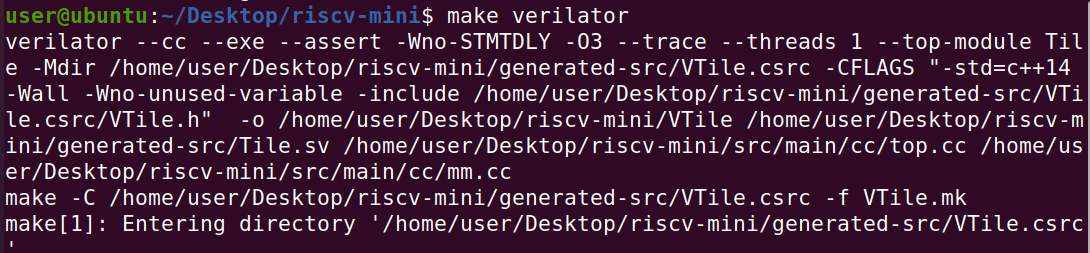 user@ubuntu:~/Desktop/riscv-mini$ make verilator
verilator --cc --exe --assert -Wno-STMTDLY -O3 --trace --threads 1 --top-module Til
e -Mdir /home/user/Desktop/riscv-mini/generated-src/VTile.csrc -CFLAGS "-std=c++14
-Wall -Wno-unused-variable -include /home/user/Desktop/riscv-mini/generated-src/VTi
le.csrc/VTile.h"  -o /home/user/Desktop/riscv-mini/VTile /home/user/Desktop/riscv-m
ini/generated-src/Tile.sv /home/user/Desktop/riscv-mini/src/main/cc/top.cc /home/us
er/Desktop/riscv-mini/src/main/cc/mm.cc
make -C /home/user/Desktop/riscv-mini/generated-src/VTile.csrc -f VTile.mk
make[1]: Entering directory '/home/user/Desktop/riscv-mini/generated-src/VTile.csrc
'